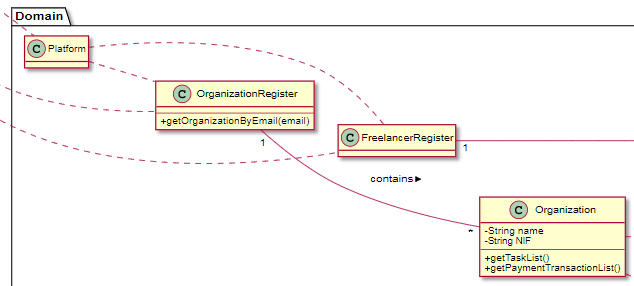 Domain
C Platform
C OrganizationRegister
+getOrganizationByEmail(email)
C FreelancerRegister
1
1
contains ▶
C Organization
*
-String name
-String NIF
+getTaskList()
+getPaymentTransactionList()